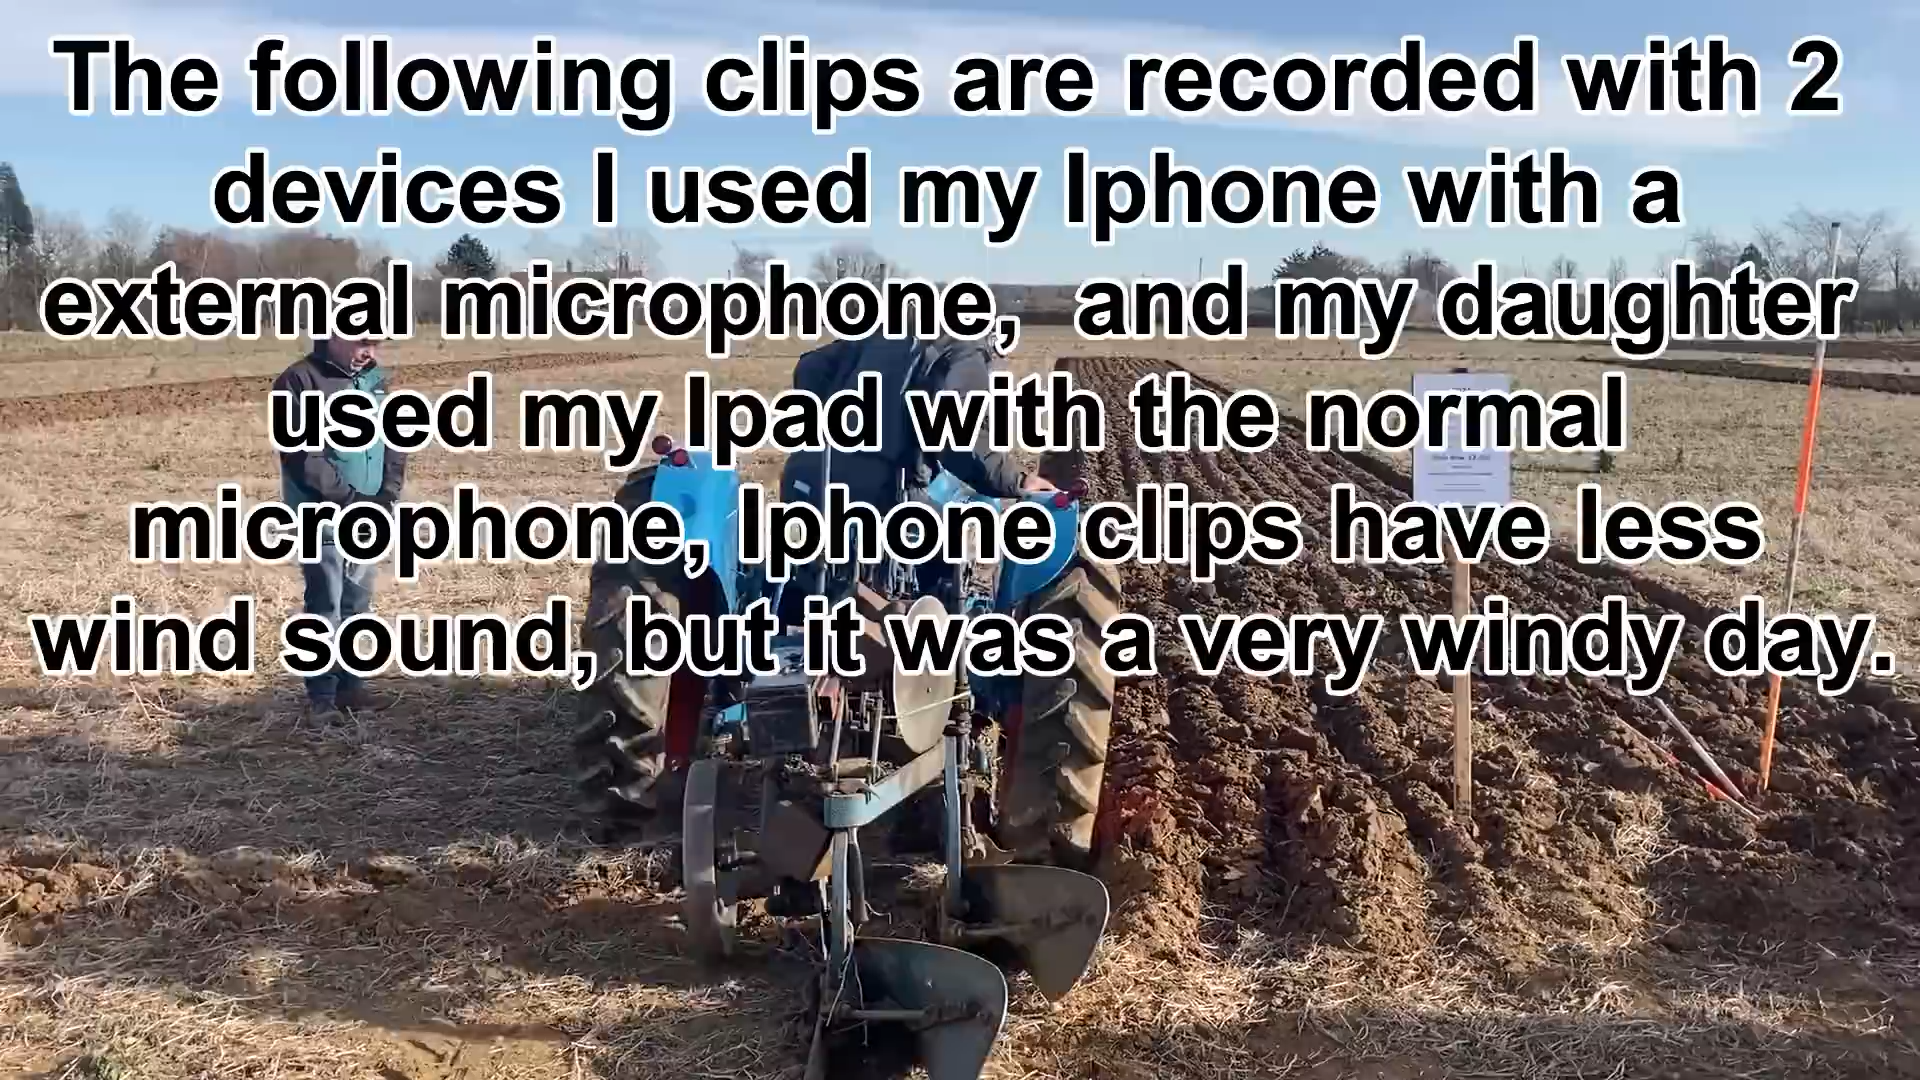 The following clips are recorded with 2
devices I used my Iphone with a
external microphone,  and my daughter
used my Ipad with the normal
microphone, Iphone clips have less
wind sound, but it was a very windy day.